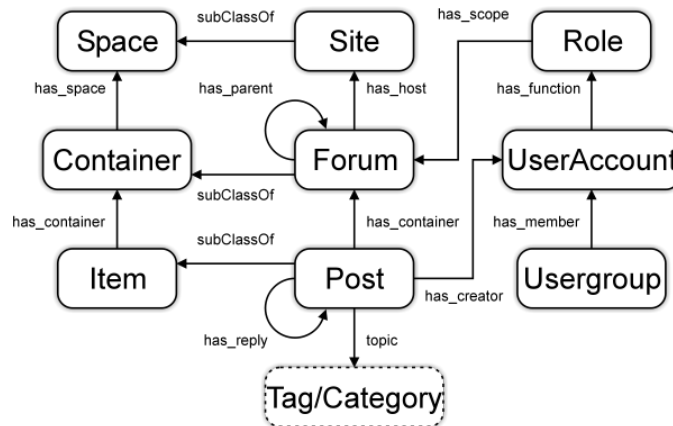 subClassOf
has_scope
Space
Site
Role
has_space
has_parent
has_host
has_function
Container
Forum
UserAccount
subClassOf
has_container
has_container
has_member
subClassOf
Item
Post
Usergroup
has_creator
has_reply
topic
Tag/Category